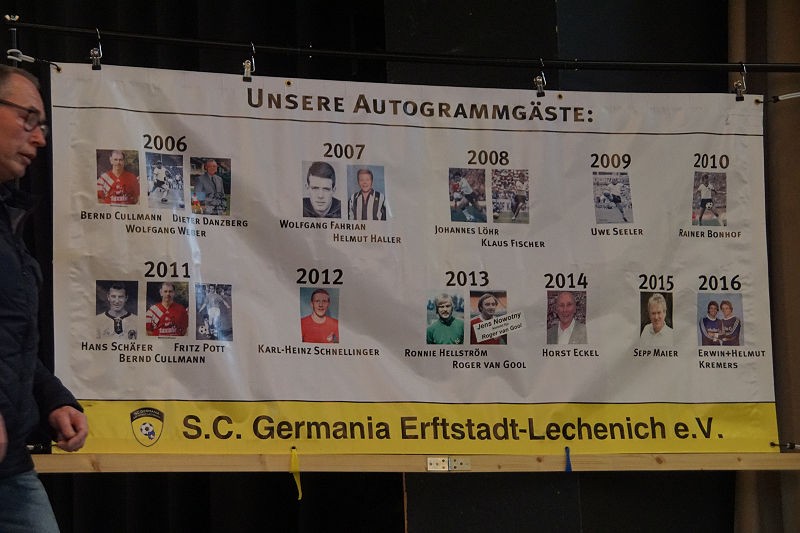 UNSERE AUTOGRAMMGÄSTE:
2006
BERND CULLMANN DIETER DANZBERG
WOLFGANG WEBER
2007
WOLFGANG FAHRIAN
HELMUT HALLER
2008
JOHANNES LÖHR
KLAUS FISCHER
2009
UWE SEELER
2010
RAINER BONHOF
2011
HANS SCHÄFER FRITZ POTT
BERND CULLMANN
2012
KARL-HEINZ SCHNELLINGER
2013
Jens Nowotny
Roger van Gool
RONNIE HELLSTRÖM
ROGER VAN GOOL
2014
HORST ECKEL
2015
SEPP MAIER
2016
ERWIN+HELMUT
KREMERS
S.C. Germania Erftstadt-Lechenich e.V.